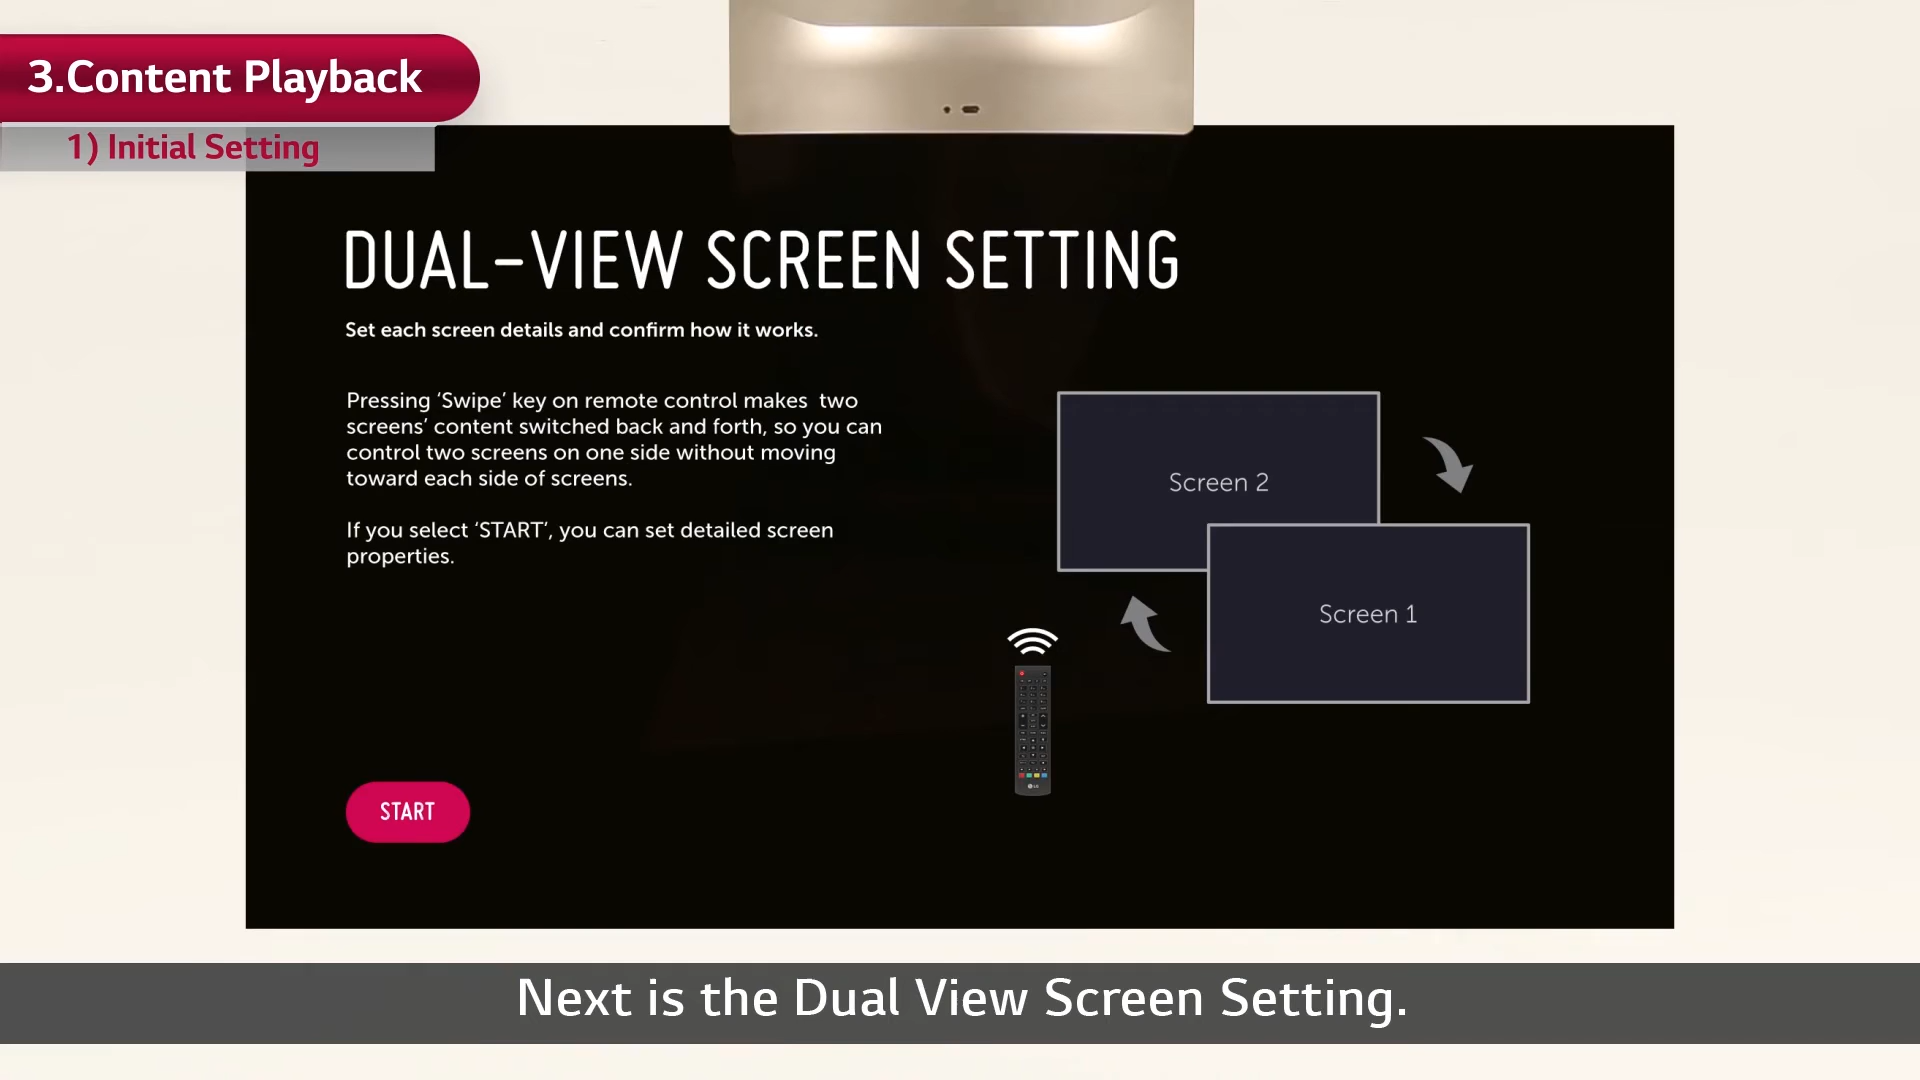 3.Content Playback
1) Initial Setting
DUAL-VIEW SCREEN SETTING
Set each screen details and confirm how it works.
Pressing ‘Swipe’ key on remote control makes  two
screens’ content switched back and forth, so you can
control two screens on one side without moving
toward each side of screens.
If you select ‘START’, you can set detailed screen
properties.
Screen 2
Screen 1
LG
START
Next is the Dual View Screen Setting.